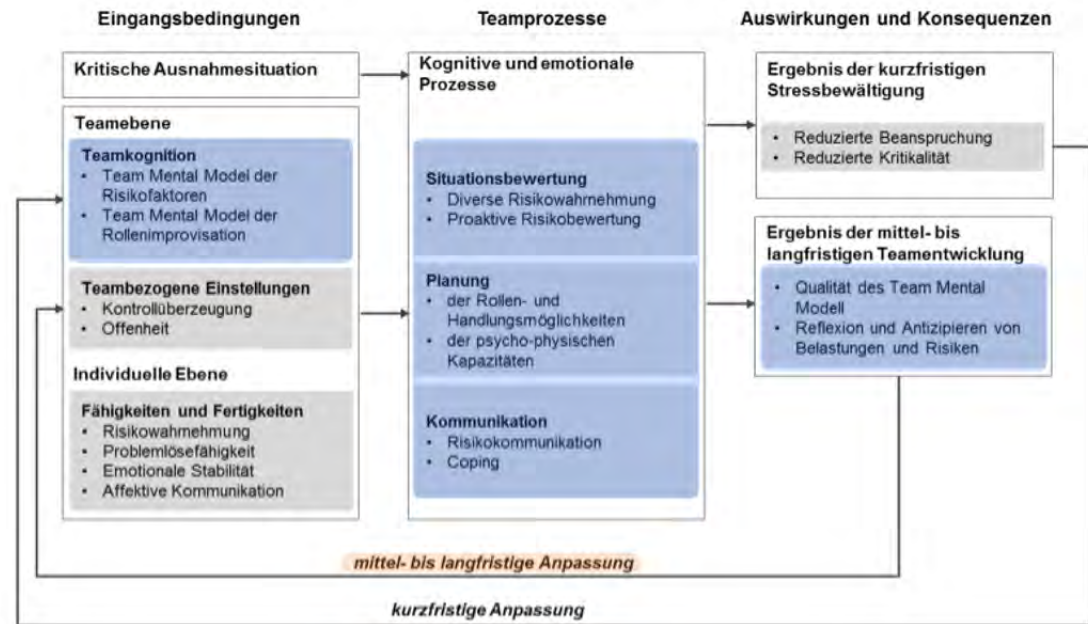 Eingangsbedingungen
Kritische Ausnahmesituation
Teamebene
Teamkognition
• Team Mental Model der
Risikofaktoren
• Team Mental Model der
Rollenimprovisation
Teambezogene Einstellungen
• Kontrollüberzeugung
• Offenheit
Individuelle Ebene
Fähigkeiten und Fertigkeiten
• Risikowahrnehmung
• Problemlösefähigkeit
• Emotionale Stabilität
• Affektive Kommunikation
Teamprozesse
Kognitive und emotionale
Prozesse
Situationsbewertung
• Diverse Risikowahrnehmung
• Proaktive Risikobewertung
Planung
• der Rollen- und
Handlungsmöglichkeiten
• der psycho-physischen
Kapazitäten
Kommunikation
• Risikokommunikation
• Coping
Auswirkungen und Konsequenzen
Ergebnis der kurzfristigen
Stressbewältigung
• Reduzierte Beanspruchung
• Reduzierte Kritikalität
Ergebnis der mittel- bis
langfristigen Teamentwicklung
• Qualität des Team Mental
Modell
• Reflexion und Antizipieren von
Belastungen und Risiken
mittel- bis langfristige Anpassung
kurzfristige Anpassung